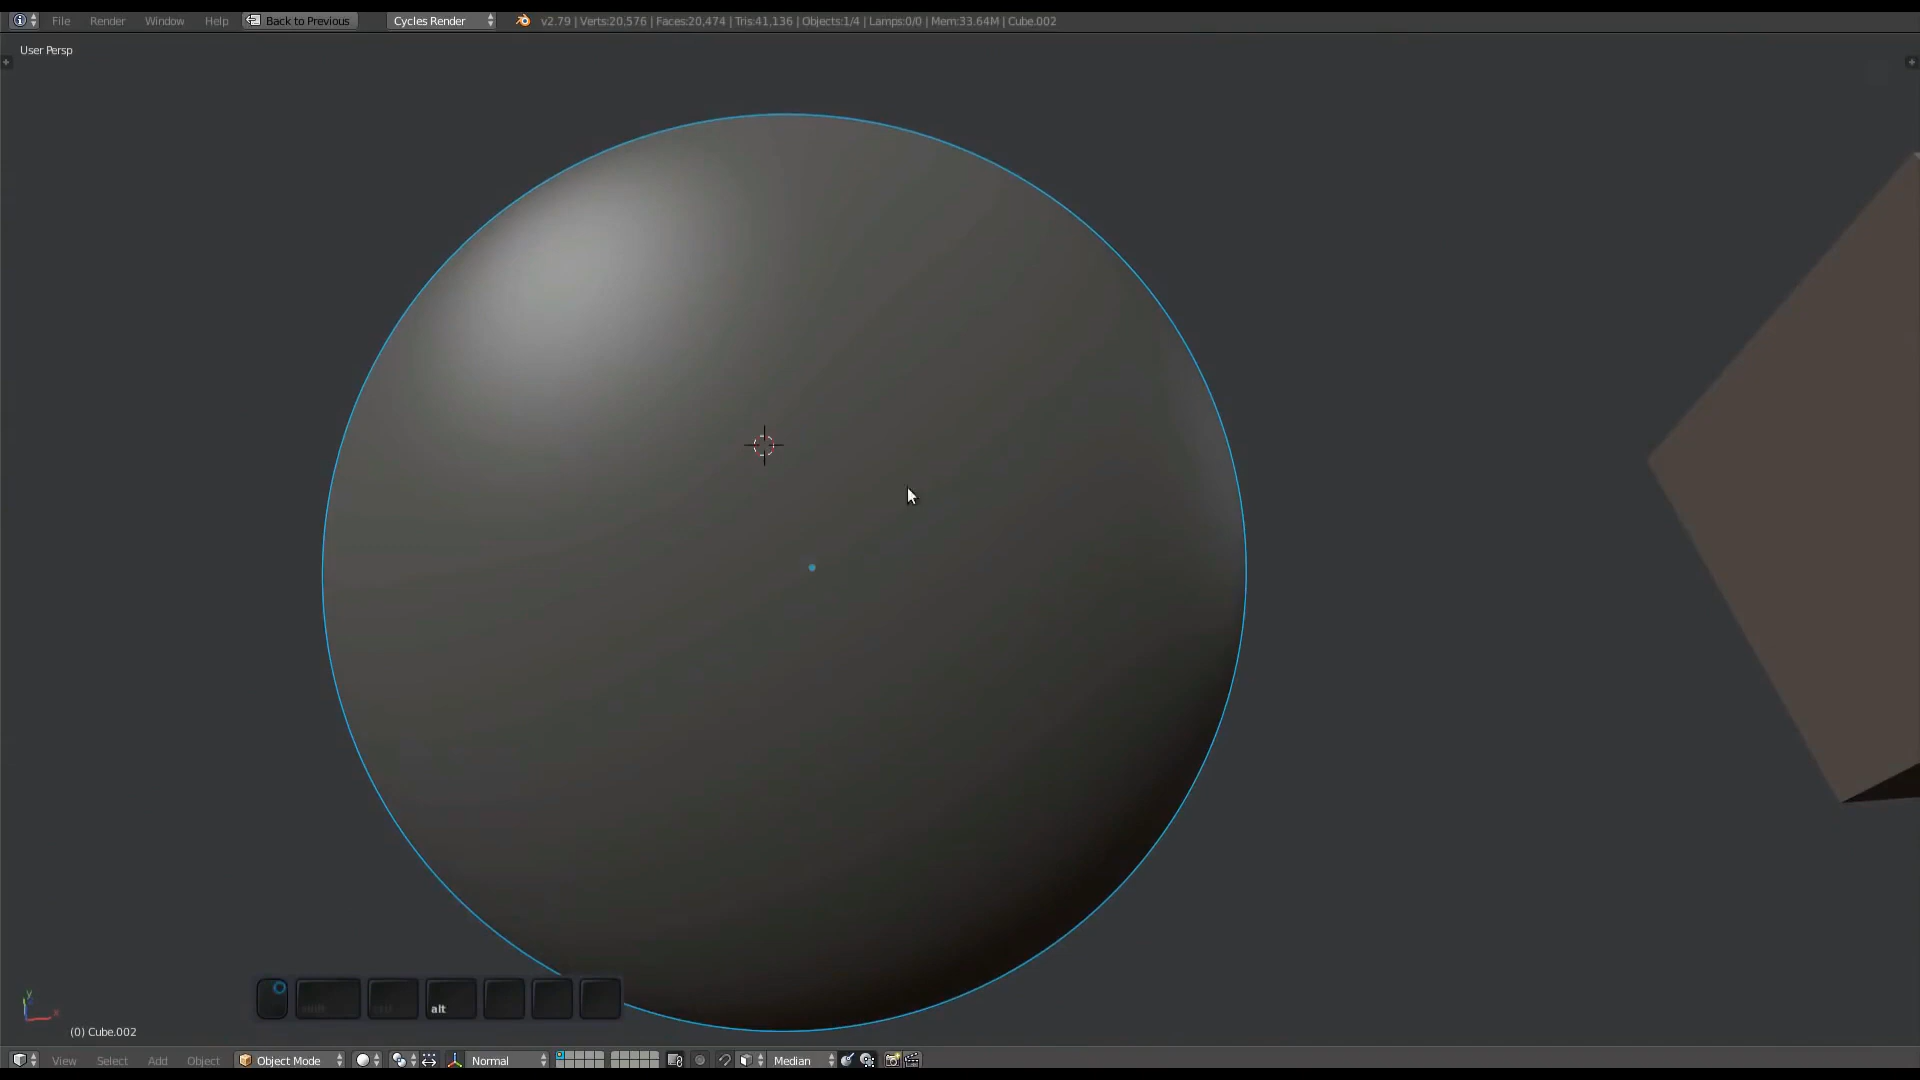 File Render Window Help Back to Previous Cycles Render v2.79 | Verts:20,576 | Faces:20,474 | Tris:41,136 | Objects:1/4 | Lamps:0/0 | Mem:33.64M | Cube.002
User Persp
alt
(0) Cube.002
View Select Add Object Object Mode Normal Median